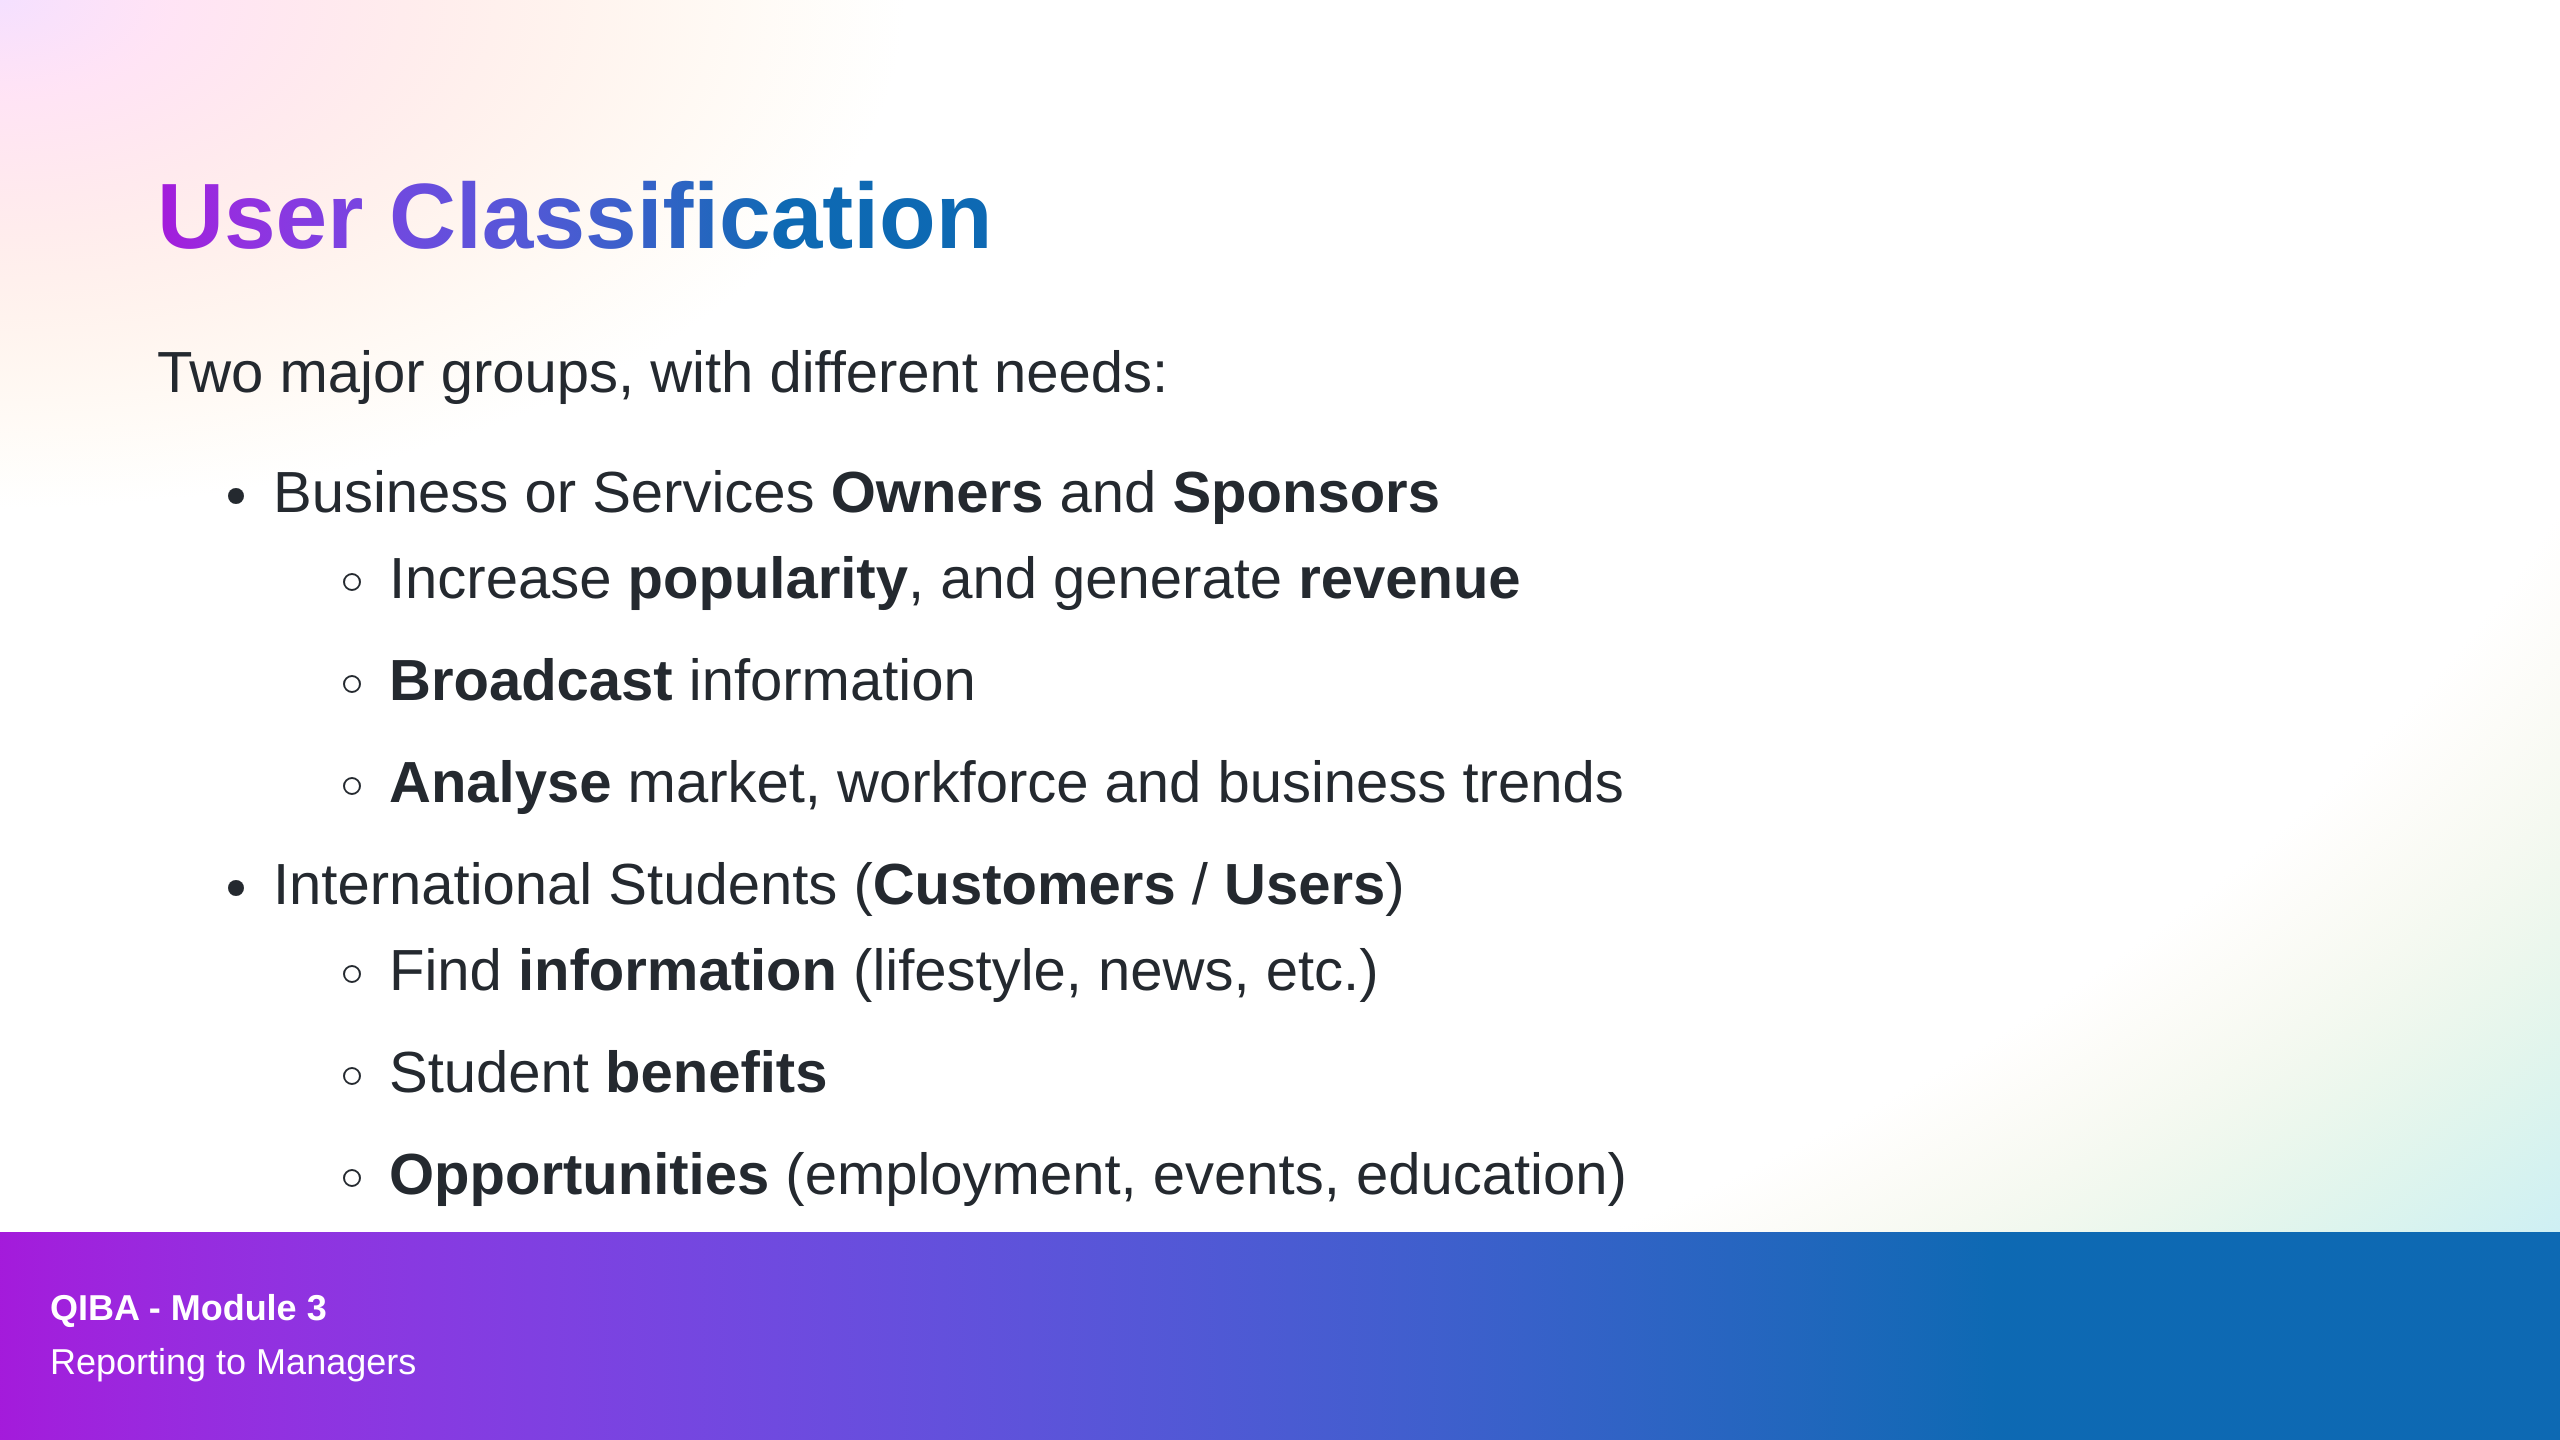 User Classification
Two major groups, with different needs:
• Business or Services Owners and Sponsors
◦ Increase popularity, and generate revenue
◦ Broadcast information
◦ Analyse market, workforce and business trends
• International Students (Customers / Users)
◦ Find information (lifestyle, news, etc.)
◦ Student benefits
◦ Opportunities (employment, events, education)
QIBA - Module 3
Reporting to Managers